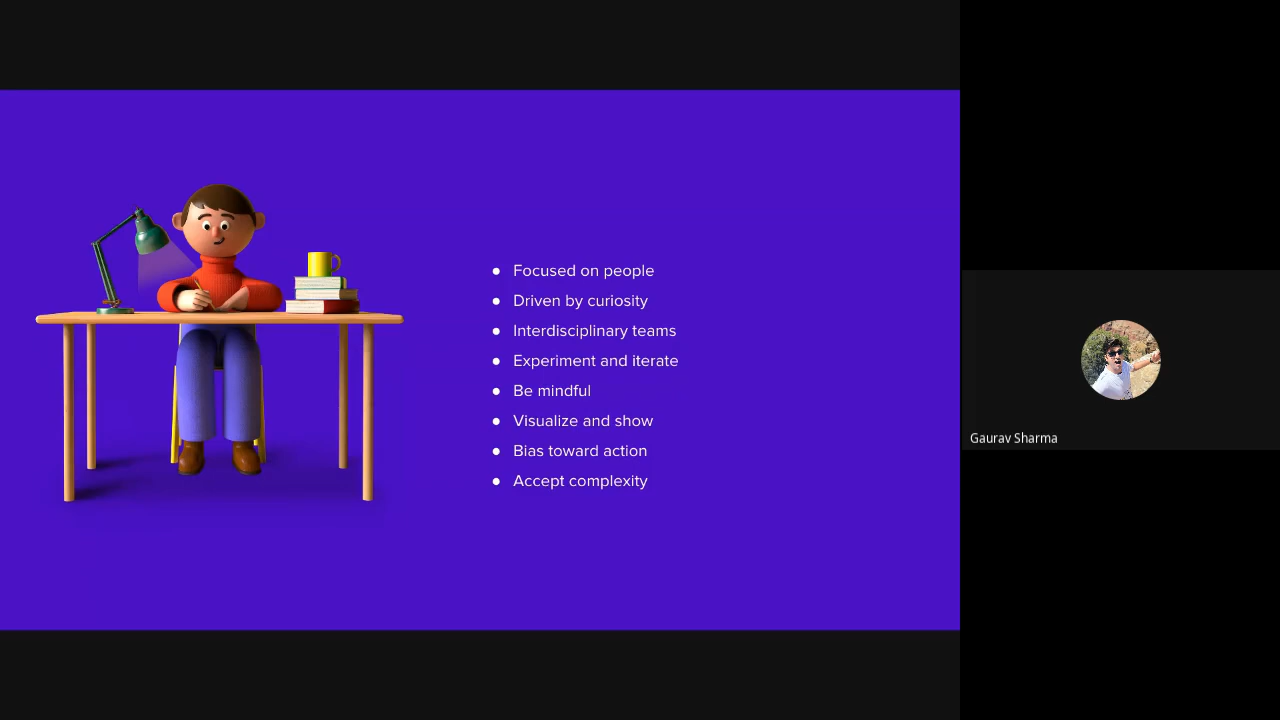 ● Focused on people
● Driven by curiosity
● Interdisciplinary teams
● Experiment and iterate
● Be mindful
● Visualize and show
● Bias toward action
● Accept complexity
Gaurav Sharma